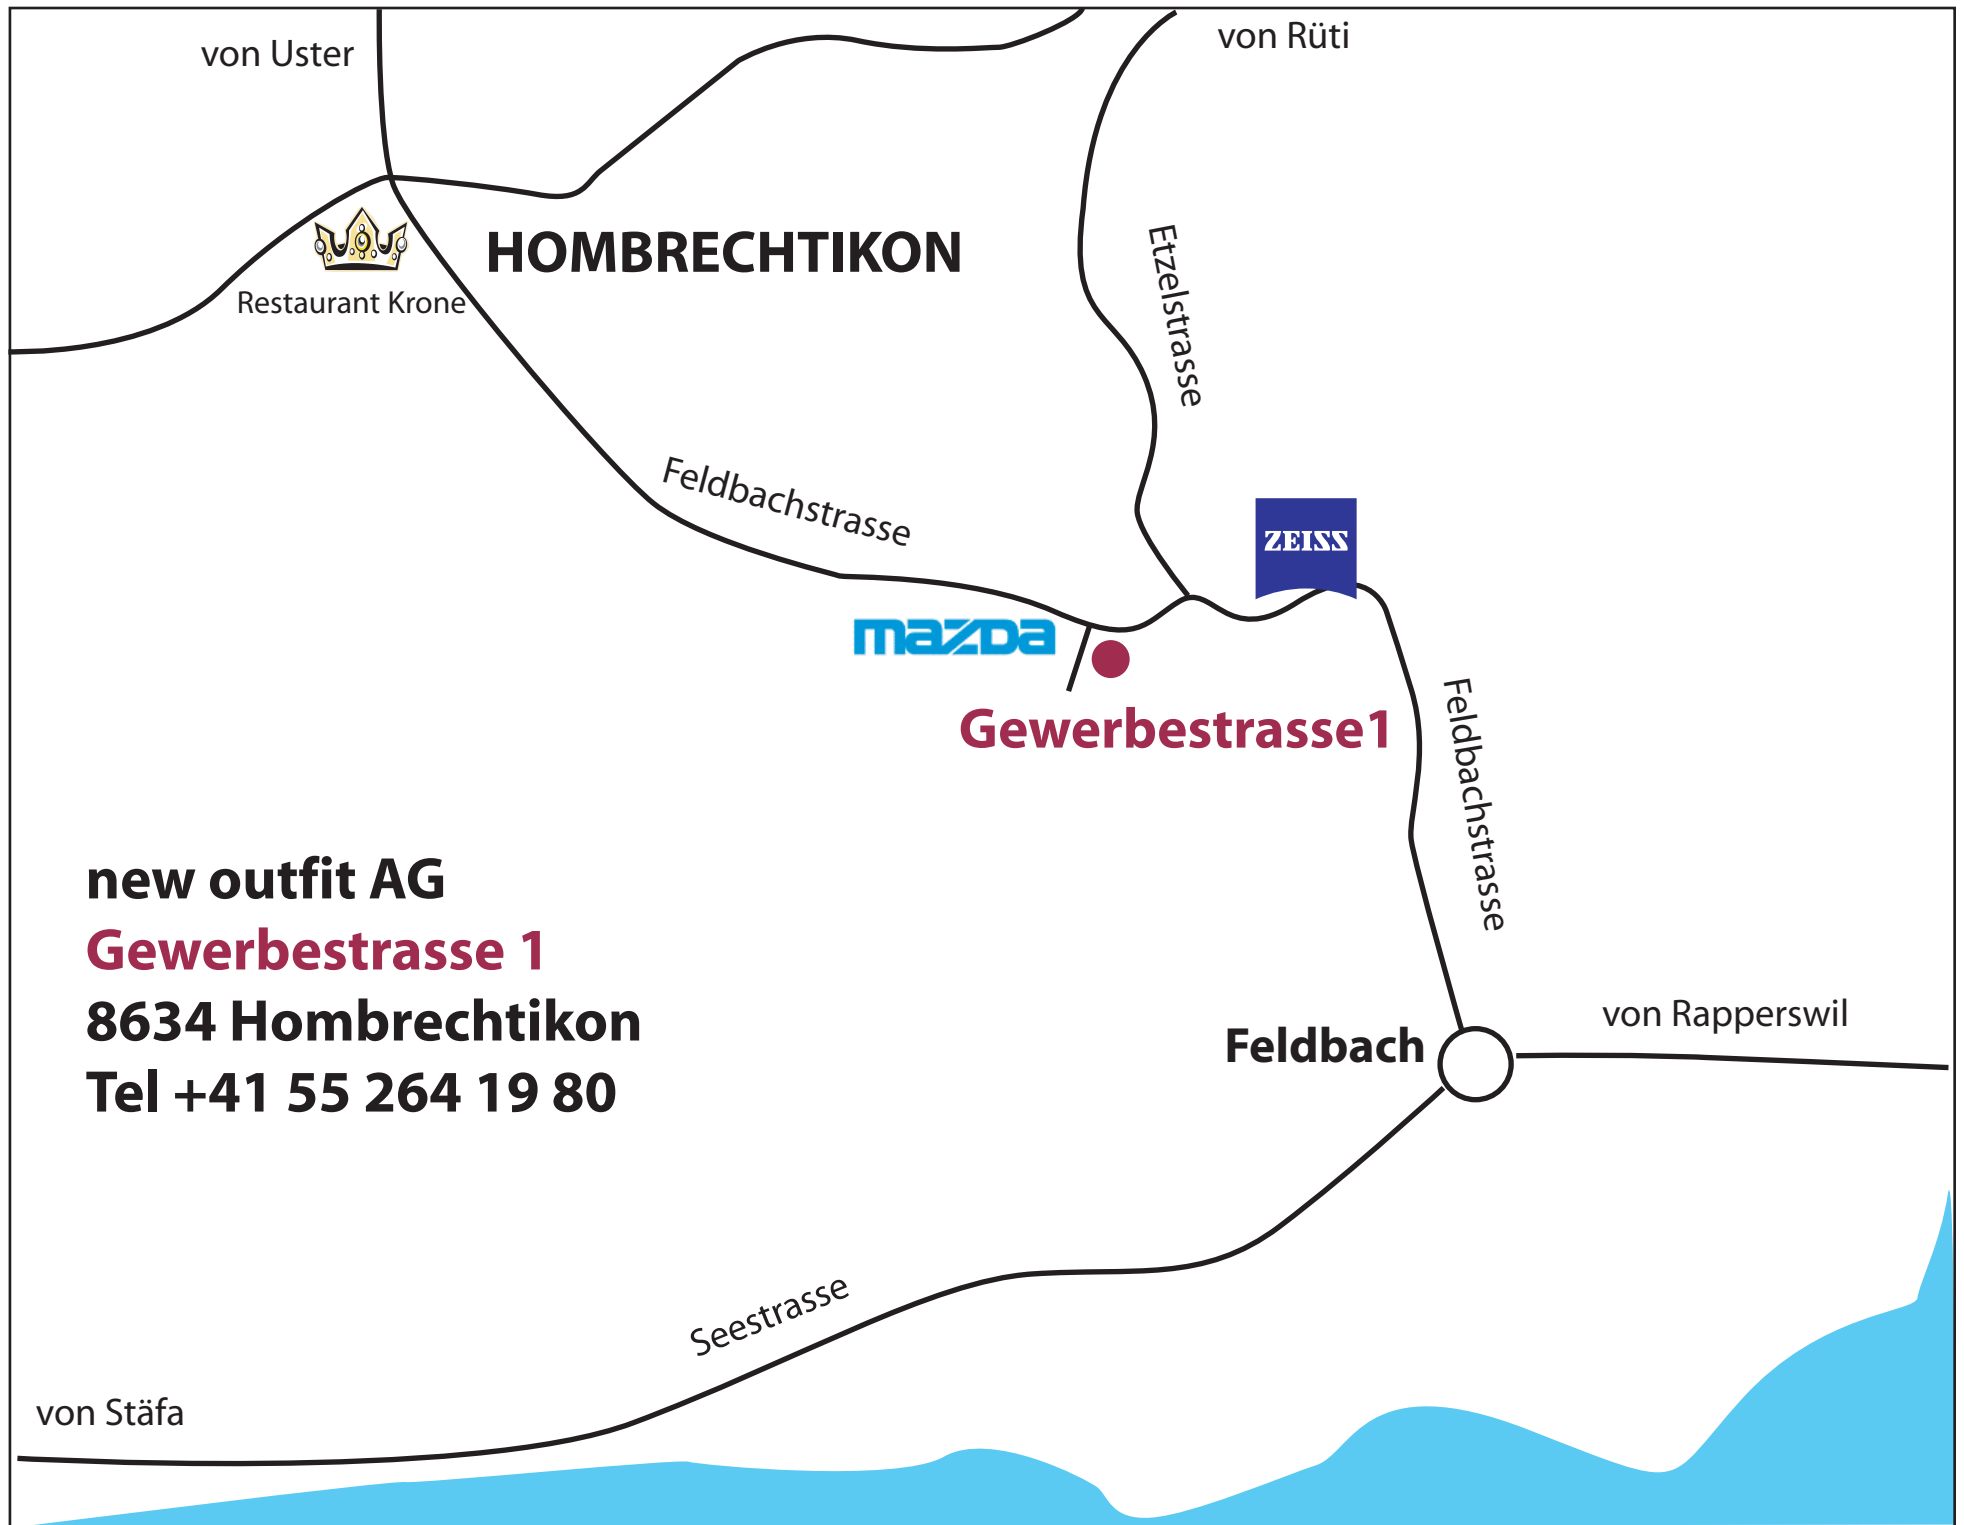 von Uster
von Rüti
HOMBRECHTIKON
Restaurant Krone
Etzelstrasse
Feldbachstrasse
ZEISS
mazda
Gewerbestrasse1
Feldbachstrasse
new outfit AG
Gewerbestrasse 1
8634 Hombrechtikon
Tel +41 55 264 19 80
von Rapperswil
Feldbach
Seestrasse
von Stäfa